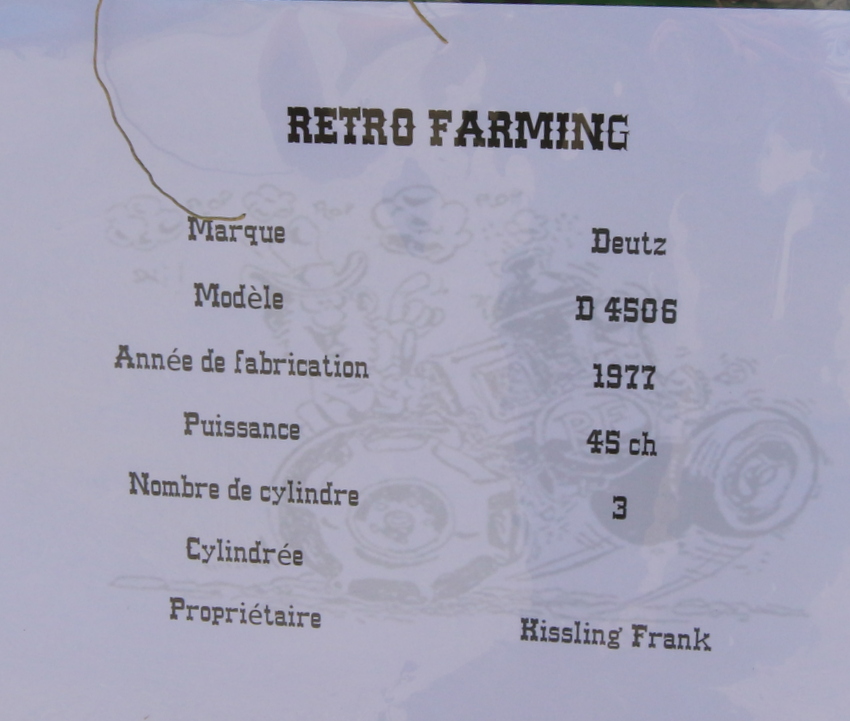 RETRO FARMING
Marque Deutz
Modèle D 4506
Année de fabrication 1977
Puissance 45 ch
Nombre de cylindre 3
Cylindrée
Propriétaire Kissling Frank